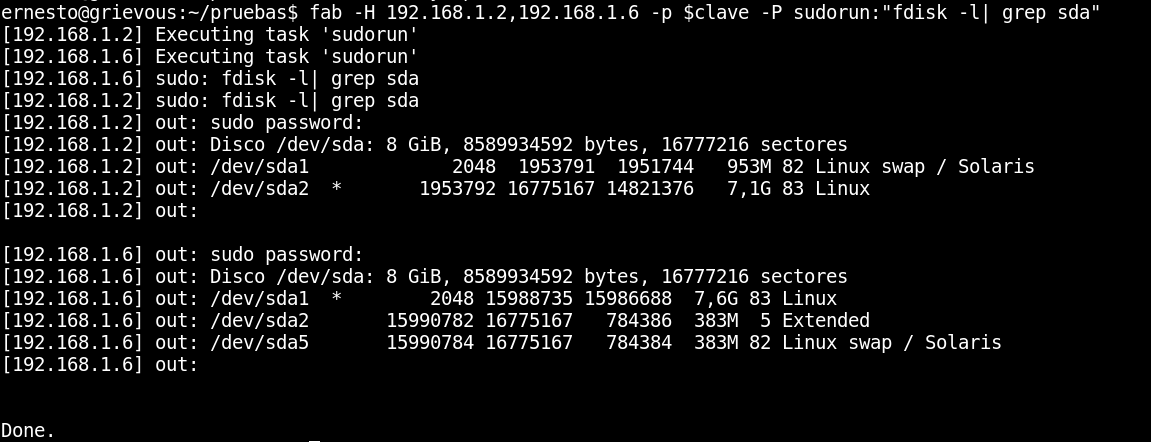 ernesto@grievous:~/pruebas$ fab -H 192.168.1.2,192.168.1.6 -p $clave -P sudorun:"fdisk -l| grep sda"
[192.168.1.2] Executing task 'sudorun'
[192.168.1.6] Executing task 'sudorun'
[192.168.1.6] sudo: fdisk -l| grep sda
[192.168.1.2] sudo: fdisk -l| grep sda
[192.168.1.2] out: sudo password:
[192.168.1.2] out: Disco /dev/sda: 8 GiB, 8589934592 bytes, 16777216 sectores
[192.168.1.2] out: /dev/sda1             2048  1953791  1951744   953M 82 Linux swap / Solaris
[192.168.1.2] out: /dev/sda2  *       1953792 16775167 14821376   7,1G 83 Linux
[192.168.1.2] out:
[192.168.1.6] out: sudo password:
[192.168.1.6] out: Disco /dev/sda: 8 GiB, 8589934592 bytes, 16777216 sectores
[192.168.1.6] out: /dev/sda1  *        2048 15988735 15986688  7,6G 83 Linux
[192.168.1.6] out: /dev/sda2       15990782 16775167   784386  383M  5 Extended
[192.168.1.6] out: /dev/sda5       15990784 16775167   784384  383M 82 Linux swap / Solaris
[192.168.1.6] out:
Done.